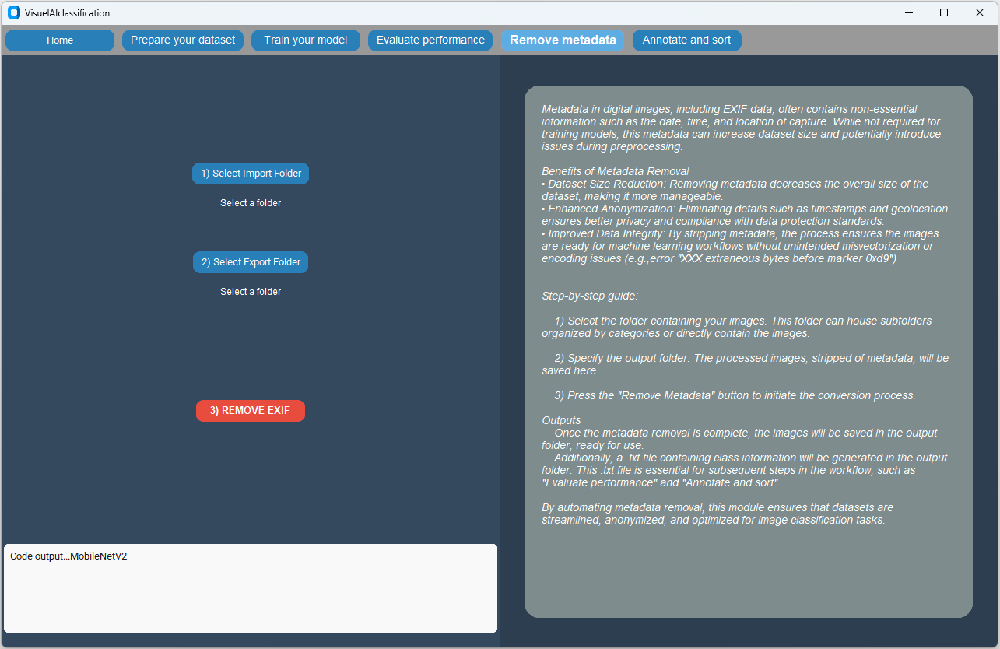 VisuelAIclassification
Home
Prepare your dataset
Train your model
Evaluate performance
Remove metadata
Annotate and sort
1) Select Import Folder
Select a folder
2) Select Export Folder
Select a folder
3) REMOVE EXIF
Code output...MobileNetV2
Metadata in digital images, including EXIF data, often contains non-essential
information such as the date, time, and location of capture. While not required for
training models, this metadata can increase dataset size and potentially introduce
issues during preprocessing.
Benefits of Metadata Removal
• Dataset Size Reduction: Removing metadata decreases the overall size of the
dataset, making it more manageable.
• Enhanced Anonymization: Eliminating details such as timestamps and geolocation
ensures better privacy and compliance with data protection standards.
• Improved Data Integrity: By stripping metadata, the process ensures the images
are ready for machine learning workflows without unintended misvectorization or
encoding issues (e.g.,error "XXX extraneous bytes before marker 0xd9")
Step-by-step guide:
1) Select the folder containing your images. This folder can house subfolders
organized by categories or directly contain the images.
2) Specify the output folder. The processed images, stripped of metadata, will be
saved here.
3) Press the "Remove Metadata" button to initiate the conversion process.
Outputs
Once the metadata removal is complete, the images will be saved in the output
folder, ready for use.
Additionally, a .txt file containing class information will be generated in the output
folder. This .txt file is essential for subsequent steps in the workflow, such as
"Evaluate performance" and "Annotate and sort".
By automating metadata removal, this module ensures that datasets are
streamlined, anonymized, and optimized for image classification tasks.